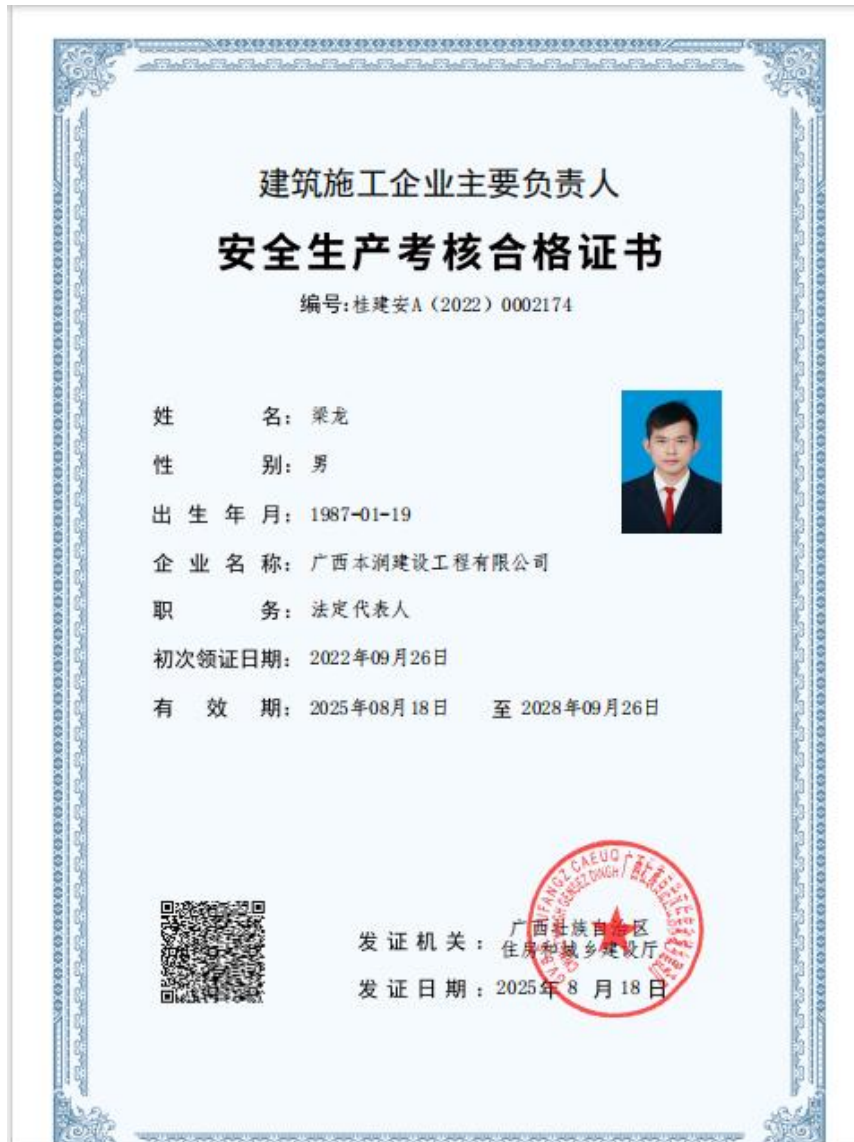 建筑施工企业主要负责人
安全生产考核合格证书
编号:桂建安A（2022）0002174
姓名：梁龙
性别：男
出生年月：1987-01-19
企业名称：广西本润建设工程有限公司
职务：法定代表人
初次领证日期：2022年09月26日
有效期：2025年08月18日 至 2028年09月26日
发证机关：广西壮族自治区
住房和城乡建设厅
发证日期：2025年8月18日